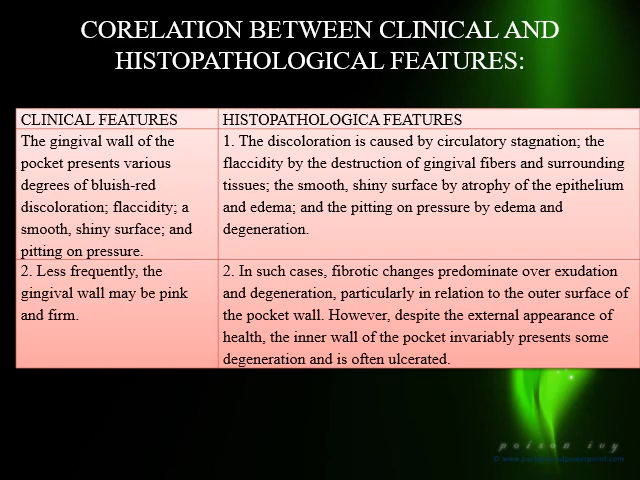 CORELATION BETWEEN CLINICAL AND
HISTOPATHOLOGICAL FEATURES:
CLINICAL FEATURES
HISTOPATHOLOGICA FEATURES
The gingival wall of the
pocket presents various
degrees of bluish-red
discoloration; flaccidity; a
smooth, shiny surface; and
pitting on pressure.
1. The discoloration is caused by circulatory stagnation; the
flaccidity by the destruction of gingival fibers and surrounding
tissues; the smooth, shiny surface by atrophy of the epithelium
and edema; and the pitting on pressure by edema and
degeneration.
2. Less frequently, the
gingival wall may be pink
and firm.
2. In such cases, fibrotic changes predominate over exudation
and degeneration, particularly in relation to the outer surface of
the pocket wall. However, despite the external appearance of
health, the inner wall of the pocket invariably presents some
degeneration and is often ulcerated.
poison ivy